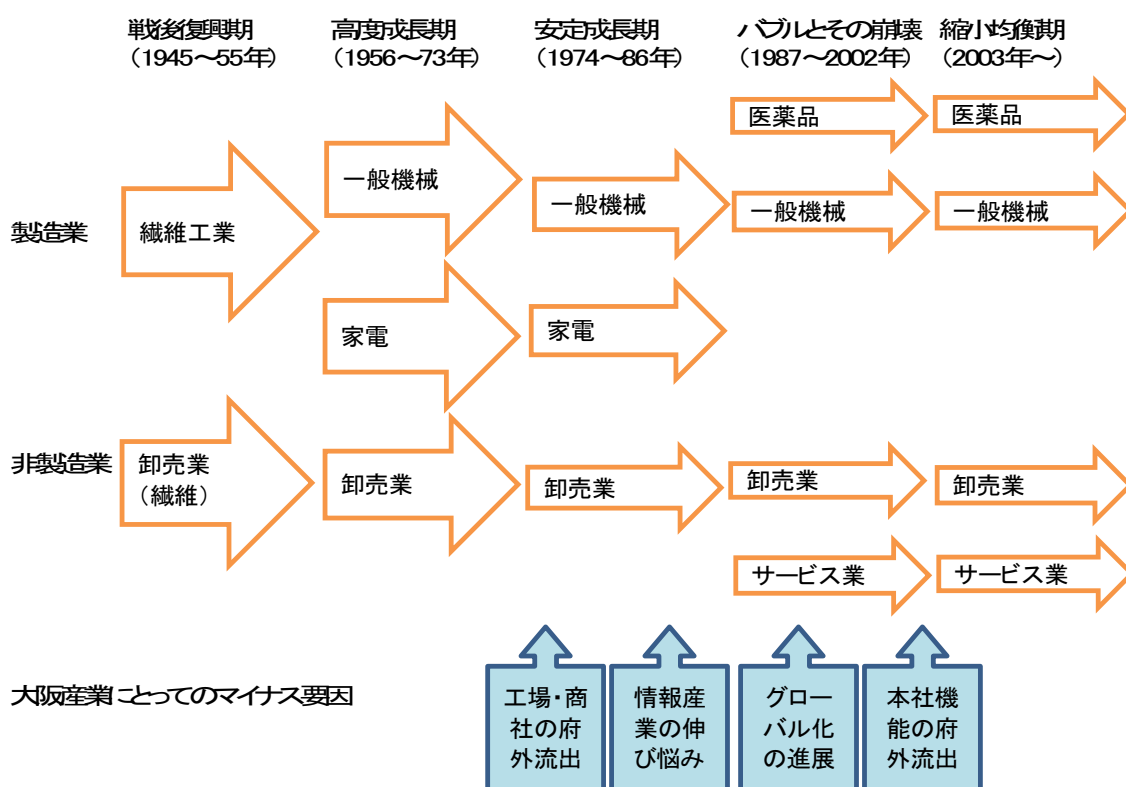 戦後復興期
（1945～55年）
高度成長期
（1956～73年）
安定成長期
（1974～86年）
バブルとその崩壊
（1987～2002年）
縮小均衡期
（2003年～）
医薬品
医薬品
一般機械
一般機械
一般機械
一般機械
製造業
繊維工業
家電
家電
非製造業
卸売業
（繊維）
卸売業
卸売業
卸売業
卸売業
サービス業
サービス業
大阪産業にとってのマイナス要因
工場・商
社の府
外流出
情報産
業の伸
び悩み
グロー
バル化
の進展
本社機
能の府
外流出